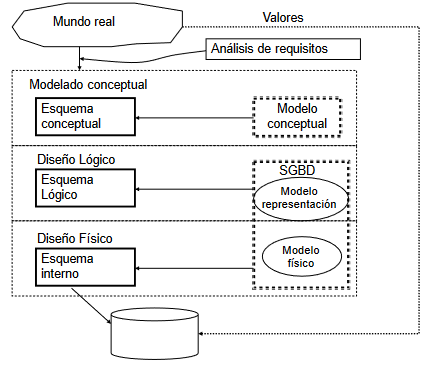 Mundo real
Valores
Análisis de requisitos
Modelado conceptual
Esquema
conceptual
Modelo
conceptual
Diseño Lógico
Esquema
Lógico
SGBD
Modelo
representación
Diseño Físico
Esquema
interno
Modelo
físico